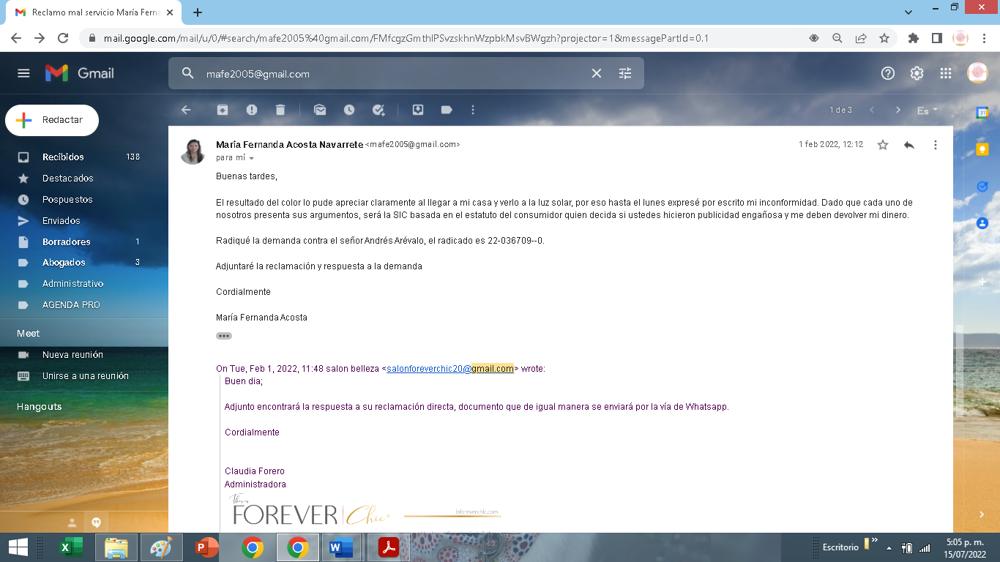 Reclamo mal servicio María Fern
mail.google.com/mail/u/0/#search/mafe2005%40gmail.com/FMfcgzGmthlPSvzskhnWzpbkMsvBWgzh?projector=1&messagePartId=0.1
Gmail
mafe2005@gmail.com
Redactar
1 de 3
Es
Recibidos 138
Destacados
Pospuestos
Enviados
Borradores 1
Abogados 3
Administrativo
AGENDA PRO
Meet
Nueva reunión
Unirse a una reunión
Hangouts
María Fernanda Acosta Navarrete <mafe2005@gmail.com>
1 feb 2022, 12:12
para mí
Buenas tardes,
El resultado del color lo pude apreciar claramente al llegar a mi casa y verlo a la luz solar, por eso hasta el lunes expresé por escrito mi inconformidad. Dado que cada uno de
nosotros presenta sus argumentos, será la SIC basada en el estatuto del consumidor quien decida si ustedes hicieron publicidad engañosa y me deben devolver mi dinero.
Radiqué la demanda contra el señor Andrés Arévalo, el radicado es 22-036709--0.
Adjuntaré la reclamación y respuesta a la demanda
Cordialmente
María Fernanda Acosta
On Tue, Feb 1, 2022, 11:48 salon belleza <salonforeverchic20@gmail.com> wrote:
Buen dia;
Adjunto encontrará la respuesta a su reclamación directa, documento que de igual manera se enviará por la vía de Whatsapp.
Cordialmente
Claudia Forero
Administradora
This is
FOREVER Chic
isforeverchic.com
Escritorio
5:05 p. m.
15/07/2022